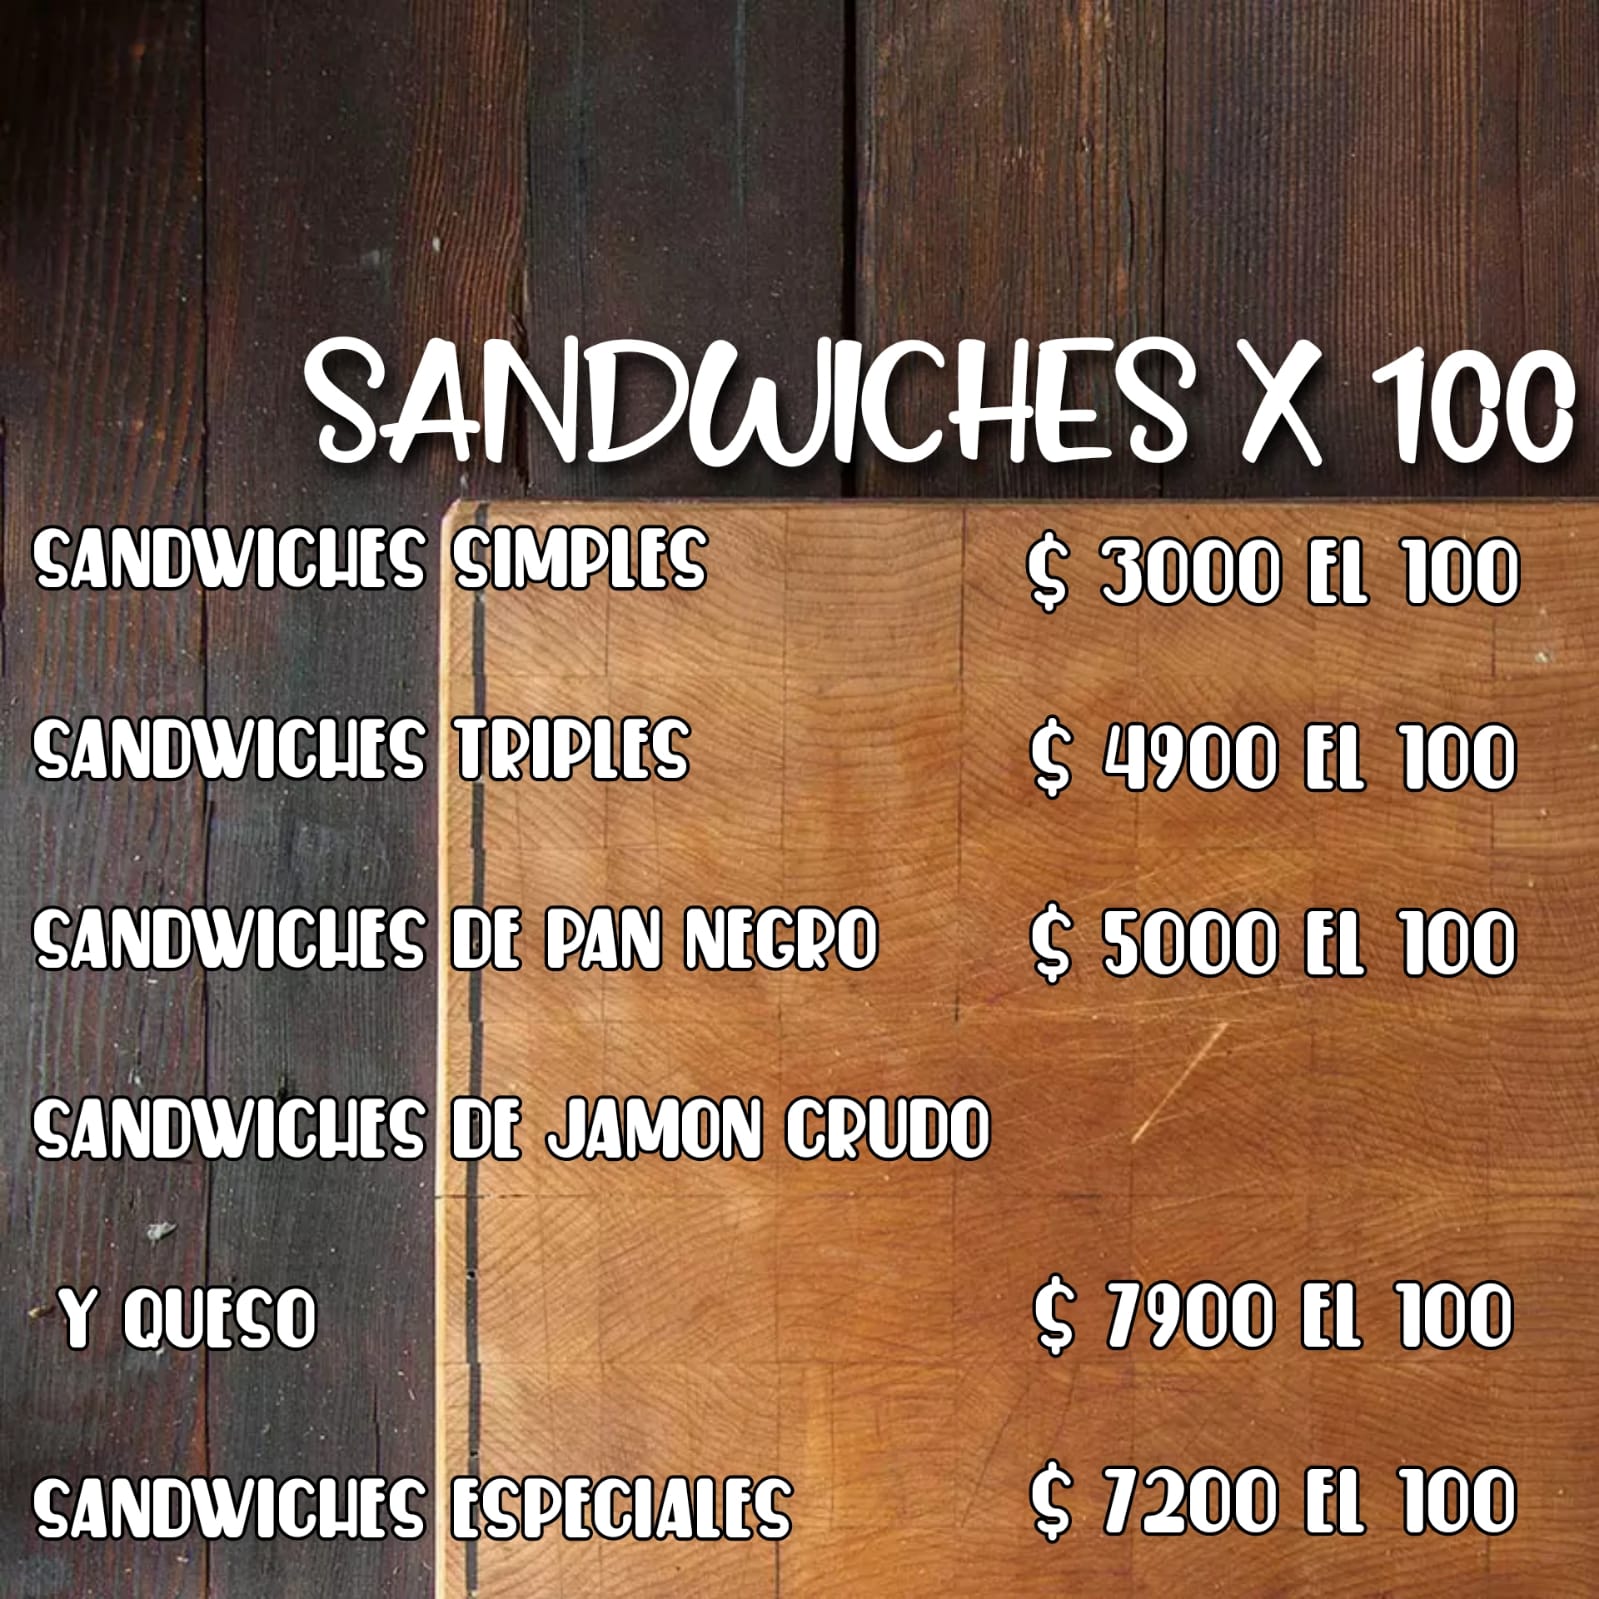 SANDWICHES X 100
SANDWICHES SIMPLES $ 3000 EL 100
SANDWICHES TRIPLES $ 4900 EL 100
SANDWICHES DE PAN NEGRO $ 5000 EL 100
SANDWICHES DE JAMON CRUDO
Y QUESO $ 7900 EL 100
SANDWICHES ESPECIALES $ 7200 EL 100